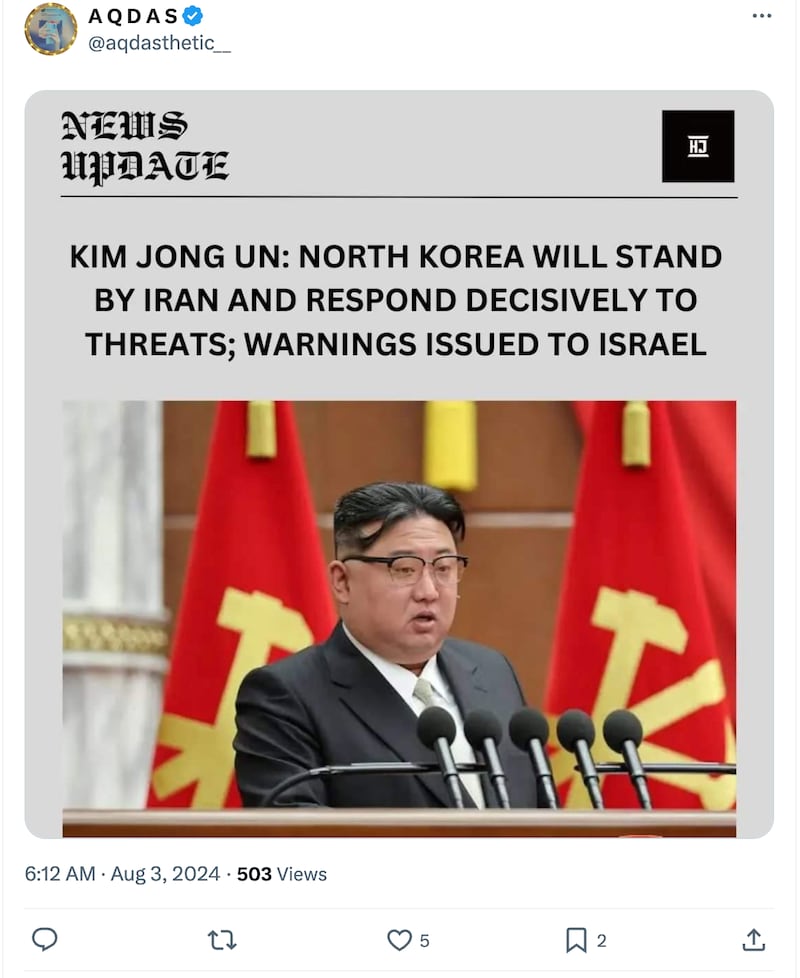 AQDAS
@aqdasthetic__
NEWS
UPDATE
HJ
KIM JONG UN: NORTH KOREA WILL STAND
BY IRAN AND RESPOND DECISIVELY TO
THREATS; WARNINGS ISSUED TO ISRAEL
6:12 AM · Aug 3, 2024 · 503 Views
5
2